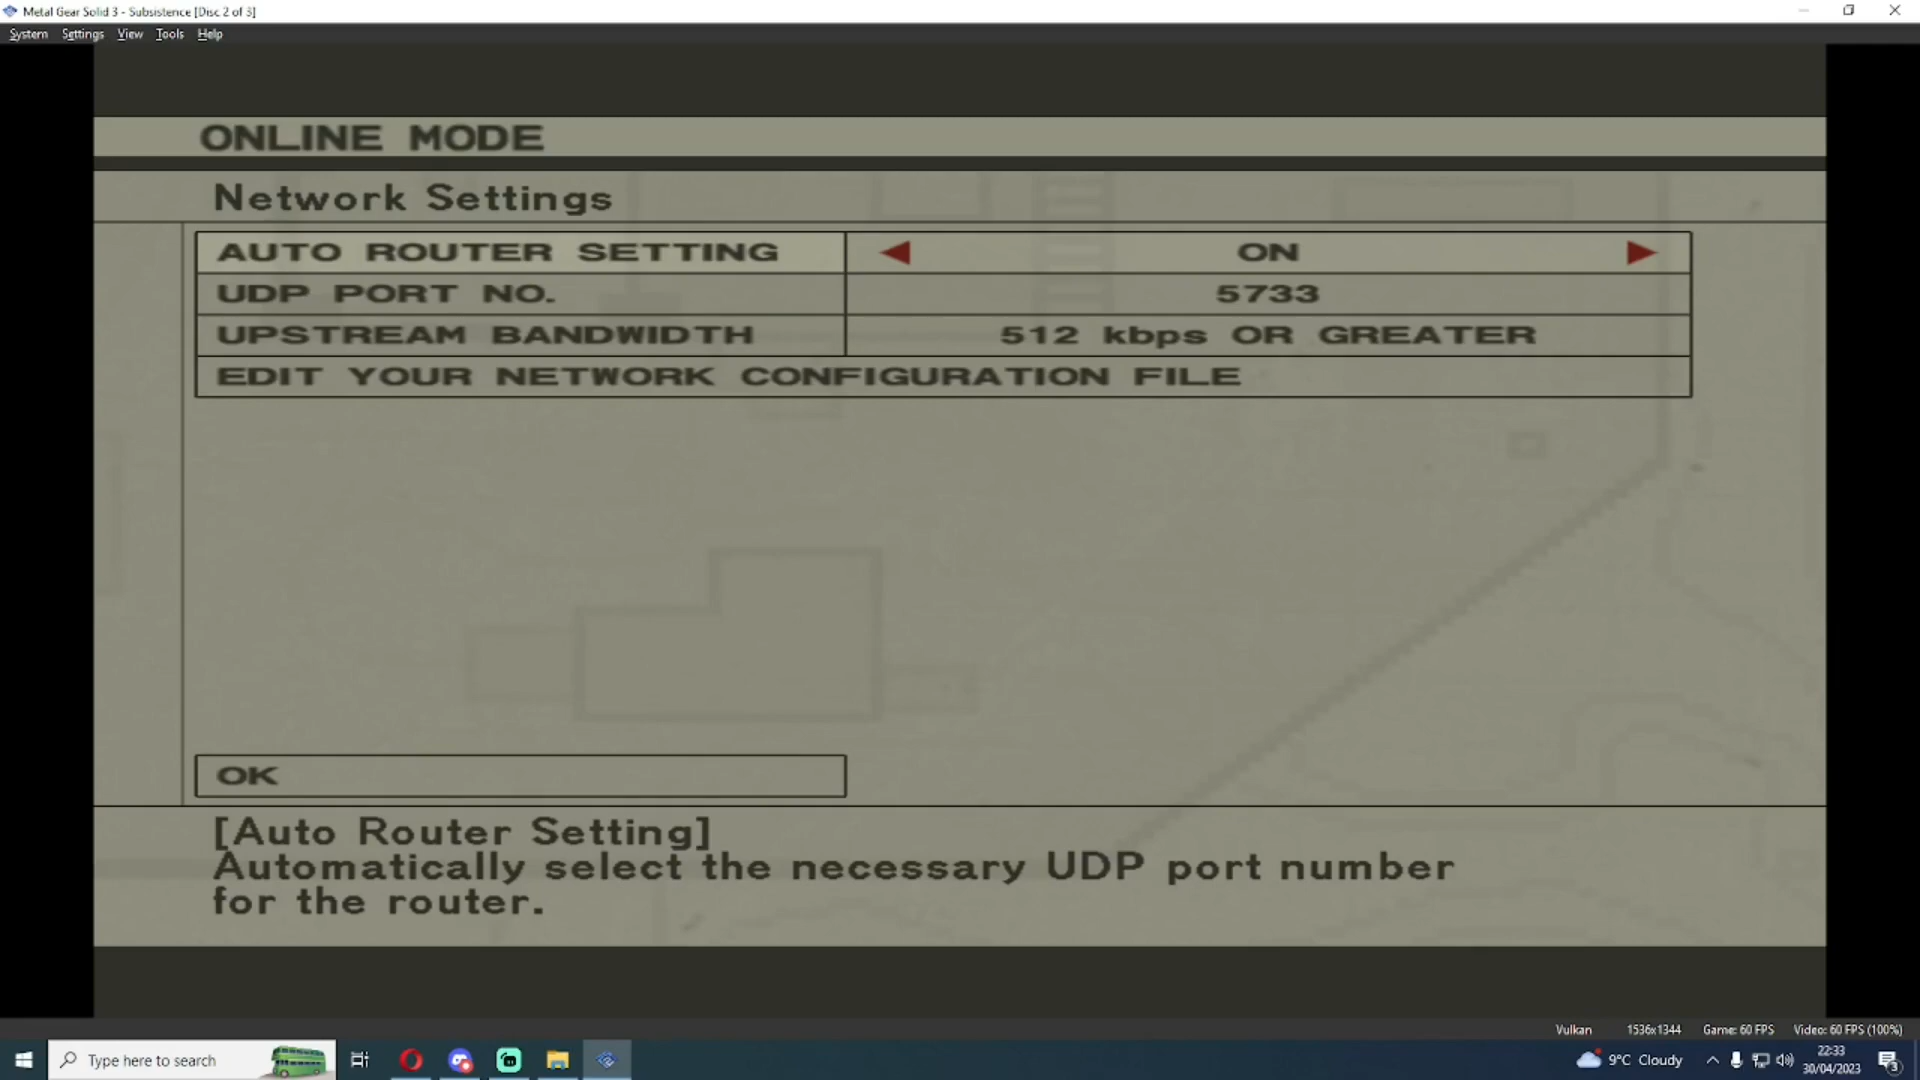 Metal Gear Solid 3 - Subsistence [Disc 2 of 3]
System Settings View Tools Help
ONLINE MODE
Network Settings
AUTO ROUTER SETTING ON
UDP PORT NO. 5733
UPSTREAM BANDWIDTH 512 kbps OR GREATER
EDIT YOUR NETWORK CONFIGURATION FILE
OK
[Auto Router Setting]
Automatically select the necessary UDP port number
for the router.
Vulkan 1536x1344 Game: 60 FPS Video: 60 FPS (100%)
Type here to search
9°C Cloudy
22:33
30/04/2023
3